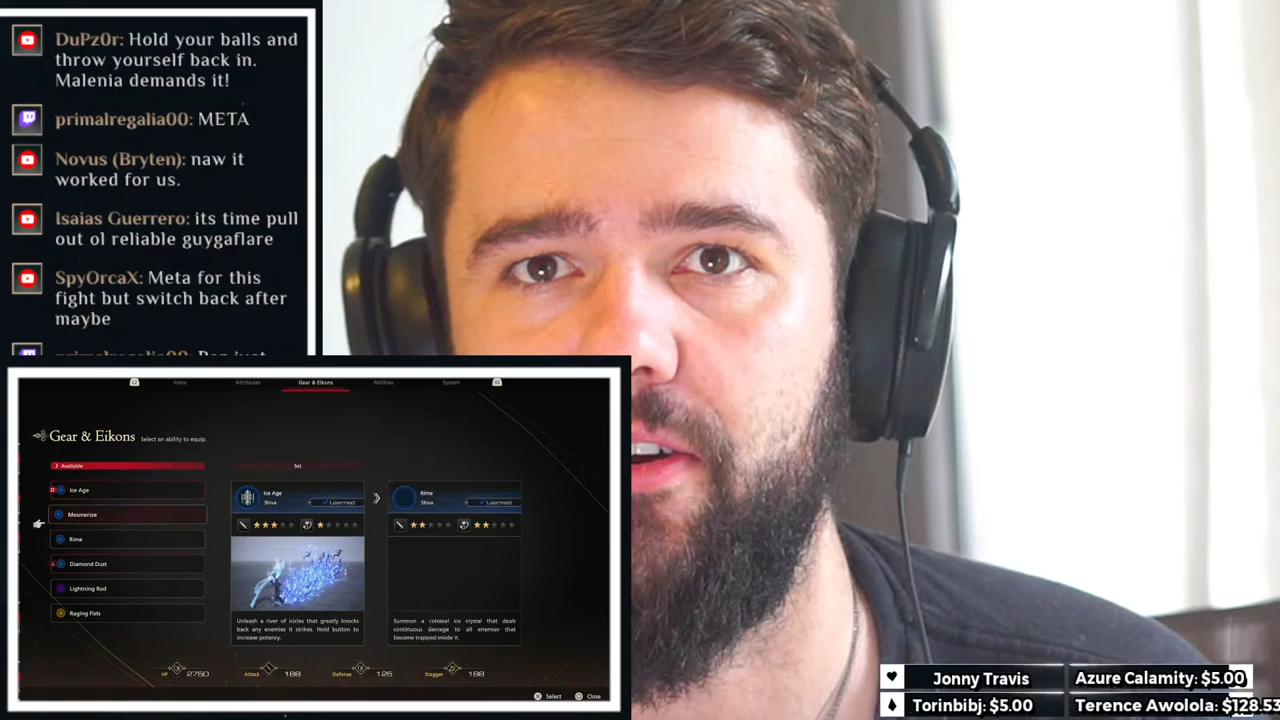 DuPz0r: Hold your balls and
throw yourself back in.
Malenia demands it!
primalregalia00: META
Novus (Bryten): naw it
worked for us.
Isaias Guerrero: its time pull
out ol reliable guygaflare
SpyOrcaX: Meta for this
fight but switch back after
maybe
Items
Attributes
Gear & Eikons
Abilities
System
Gear & Eikons
Select an ability to equip.
Available
Set
Ice Age
Mesmerize
Rime
Diamond Dust
Lightning Rod
Raging Fists
Ice Age
Shiva
Learned
Unleash a river of icicles that greatly knocks
back any enemies it strikes. Hold button to
increase potency.
Rime
Shiva
Learned
Summon a colossal ice crystal that deals
continuous damage to all enemies that
become trapped inside it.
HP 2750
Attack 188
Defense 125
Stagger 188
Select
Close
Jonny Travis
Azure Calamity: $5.00
Torinbibj: $5.00
Terence Awolola: $128.53